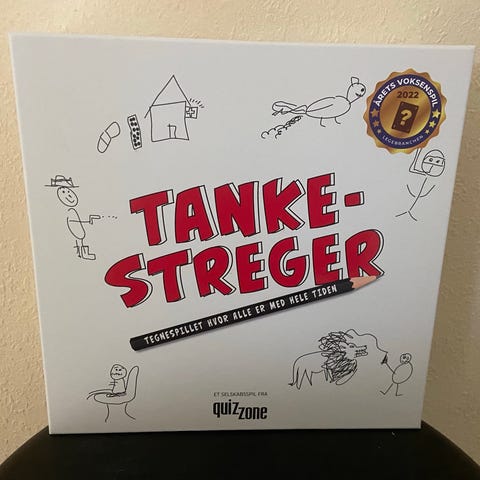 ÅRETS VOKSENSPIL
2022
?
LEGEBRANCHEN
TANKE-
STREGER
TEGNESPILLET HVOR ALLE ER MED HELE TIDEN
ET SELSKABSSPIL FRA
quizzone